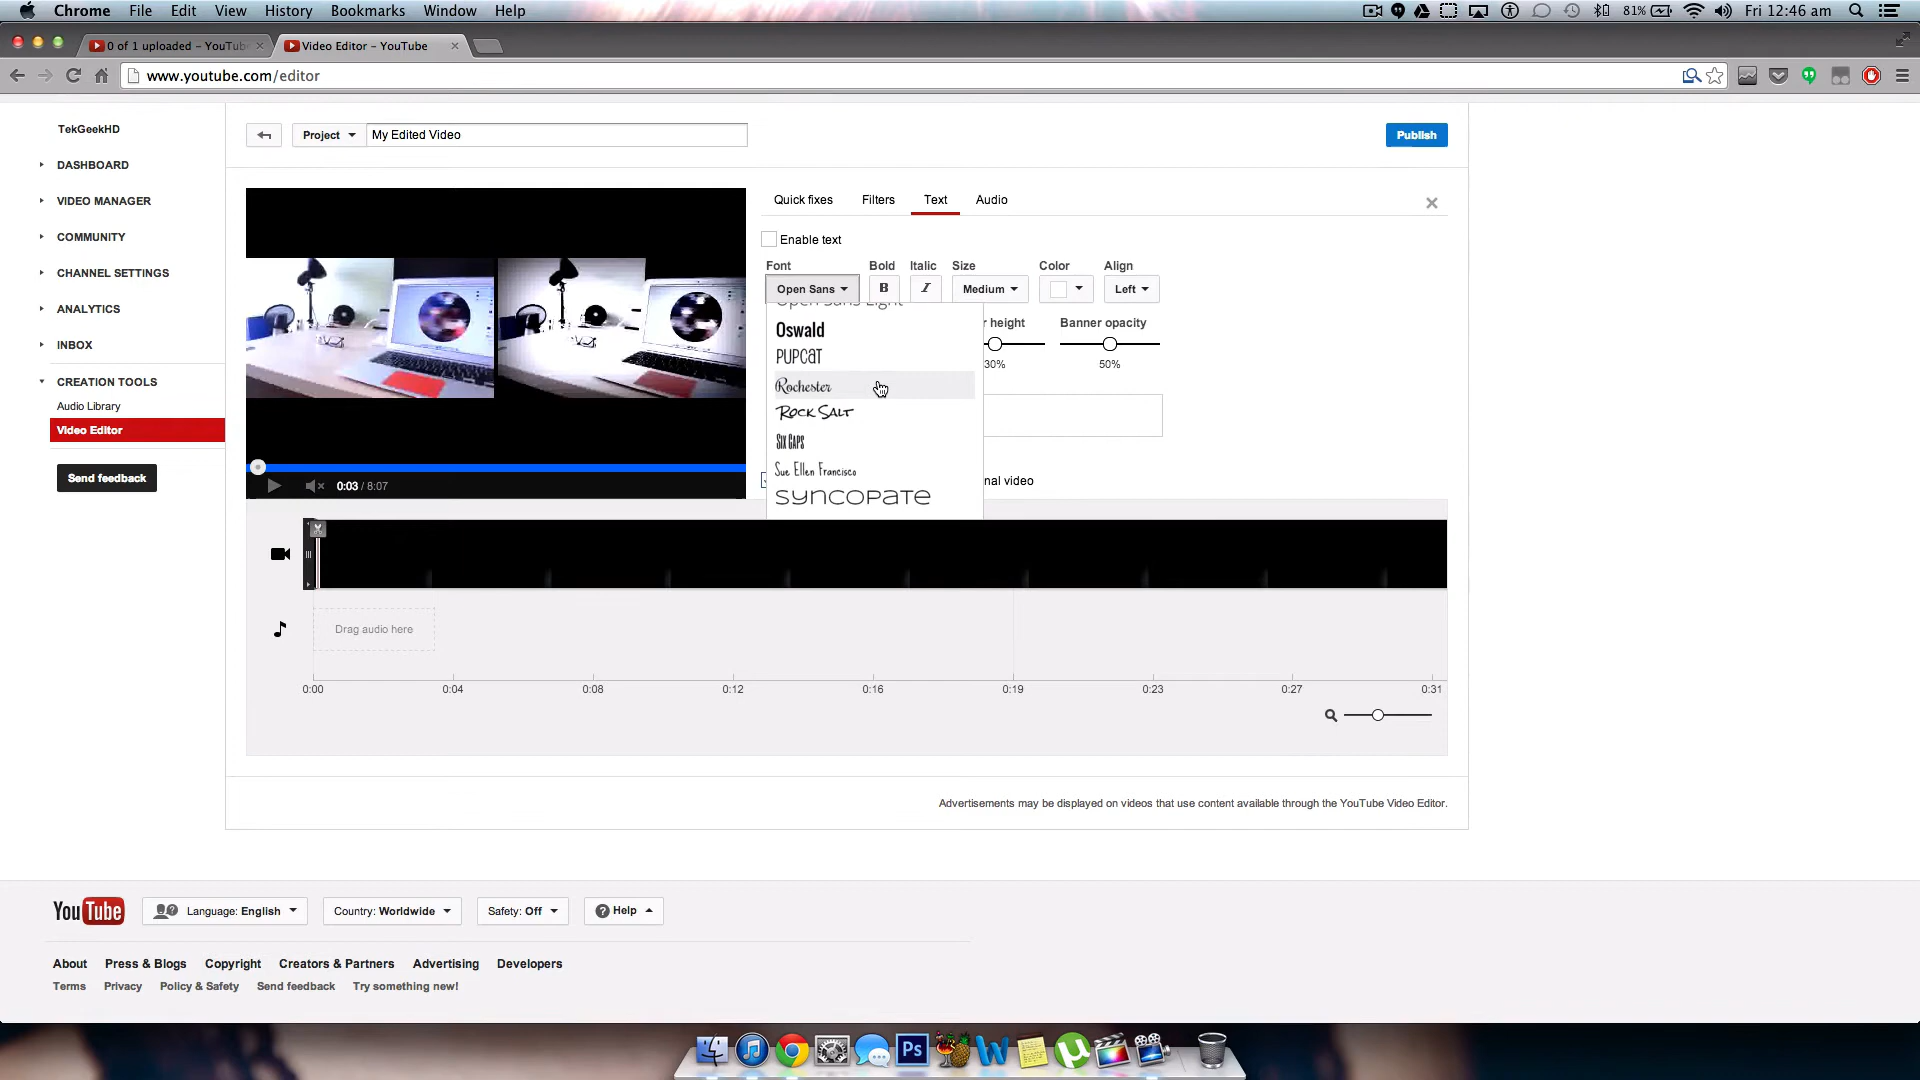 Chrome File Edit View History Bookmarks Window Help
81% Fri 12:46 am
0 of 1 uploaded – YouTube
Video Editor – YouTube
www.youtube.com/editor
TekGeekHD
DASHBOARD
VIDEO MANAGER
COMMUNITY
CHANNEL SETTINGS
ANALYTICS
INBOX
CREATION TOOLS
Audio Library
Video Editor
Send feedback
Project
My Edited Video
Publish
Quick fixes Filters Text Audio
Enable text
Font Bold Italic Size Color Align
Open Sans B I Medium Left
Open Sans Light
Oswald
PUPCAT
Rochester
Rock Salt
Six Caps
Sue Ellen Francisco
syncopate
height Banner opacity
30% 50%
nal video
0:03 / 8:07
Drag audio here
0:00 0:04 0:08 0:12 0:16 0:19 0:23 0:27 0:31
Advertisements may be displayed on videos that use content available through the YouTube Video Editor.
YouTube
Language: English
Country: Worldwide
Safety: Off
Help
About Press & Blogs Copyright Creators & Partners Advertising Developers
Terms Privacy Policy & Safety Send feedback Try something new!
Ps
W